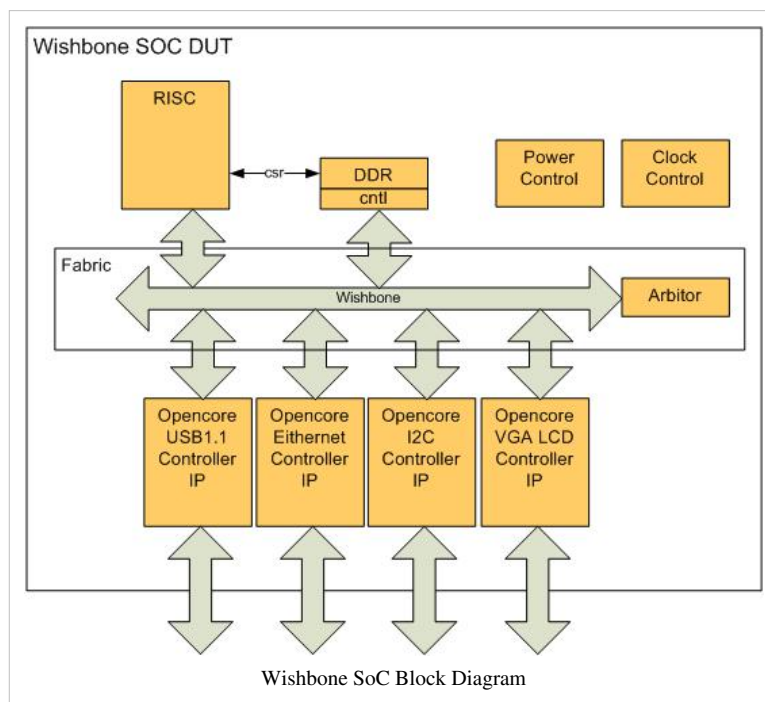 Wishbone SOC DUT
RISC
csr
DDR
cntl
Power
Control
Clock
Control
Fabric
Wishbone
Arbitor
Opencore
USB1.1
Controller
IP
Opencore
Eithernet
Controller
IP
Opencore
I2C
Controller
IP
Opencore
VGA LCD
Controller
IP
Wishbone SoC Block Diagram